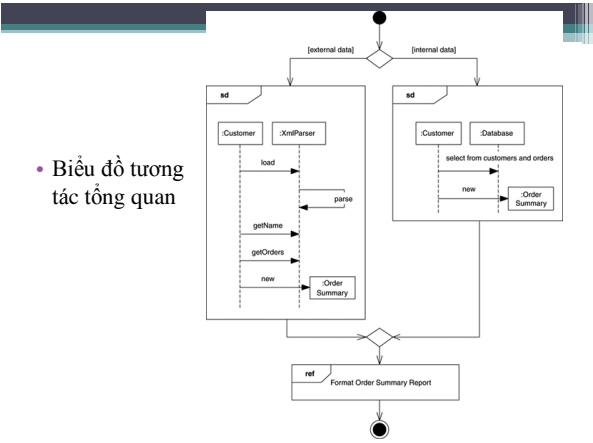 • Biểu đồ tương
tác tổng quan
[external data]
[internal data]
sd
:Customer
:XmlParser
load
parse
getName
getOrders
new
:Order
Summary
sd
:Customer
:Database
select from customers and orders
new
:Order
Summary
ref
Format Order Summary Report